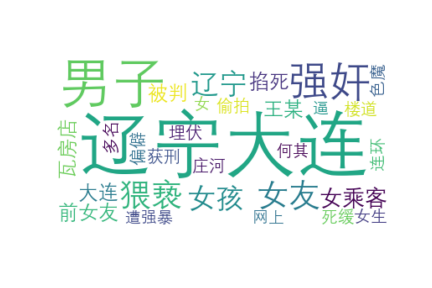 男子
辽宁
掐死
强奸
色魔
被判
女
偷拍
王某
逼
楼道
瓦房店
多名
偏僻
埋伏
辽宁大连
获刑
庄河
何其
连环
大连
猥亵
女孩
女友
女乘客
前女友
遭强暴
网上
死缓
女生